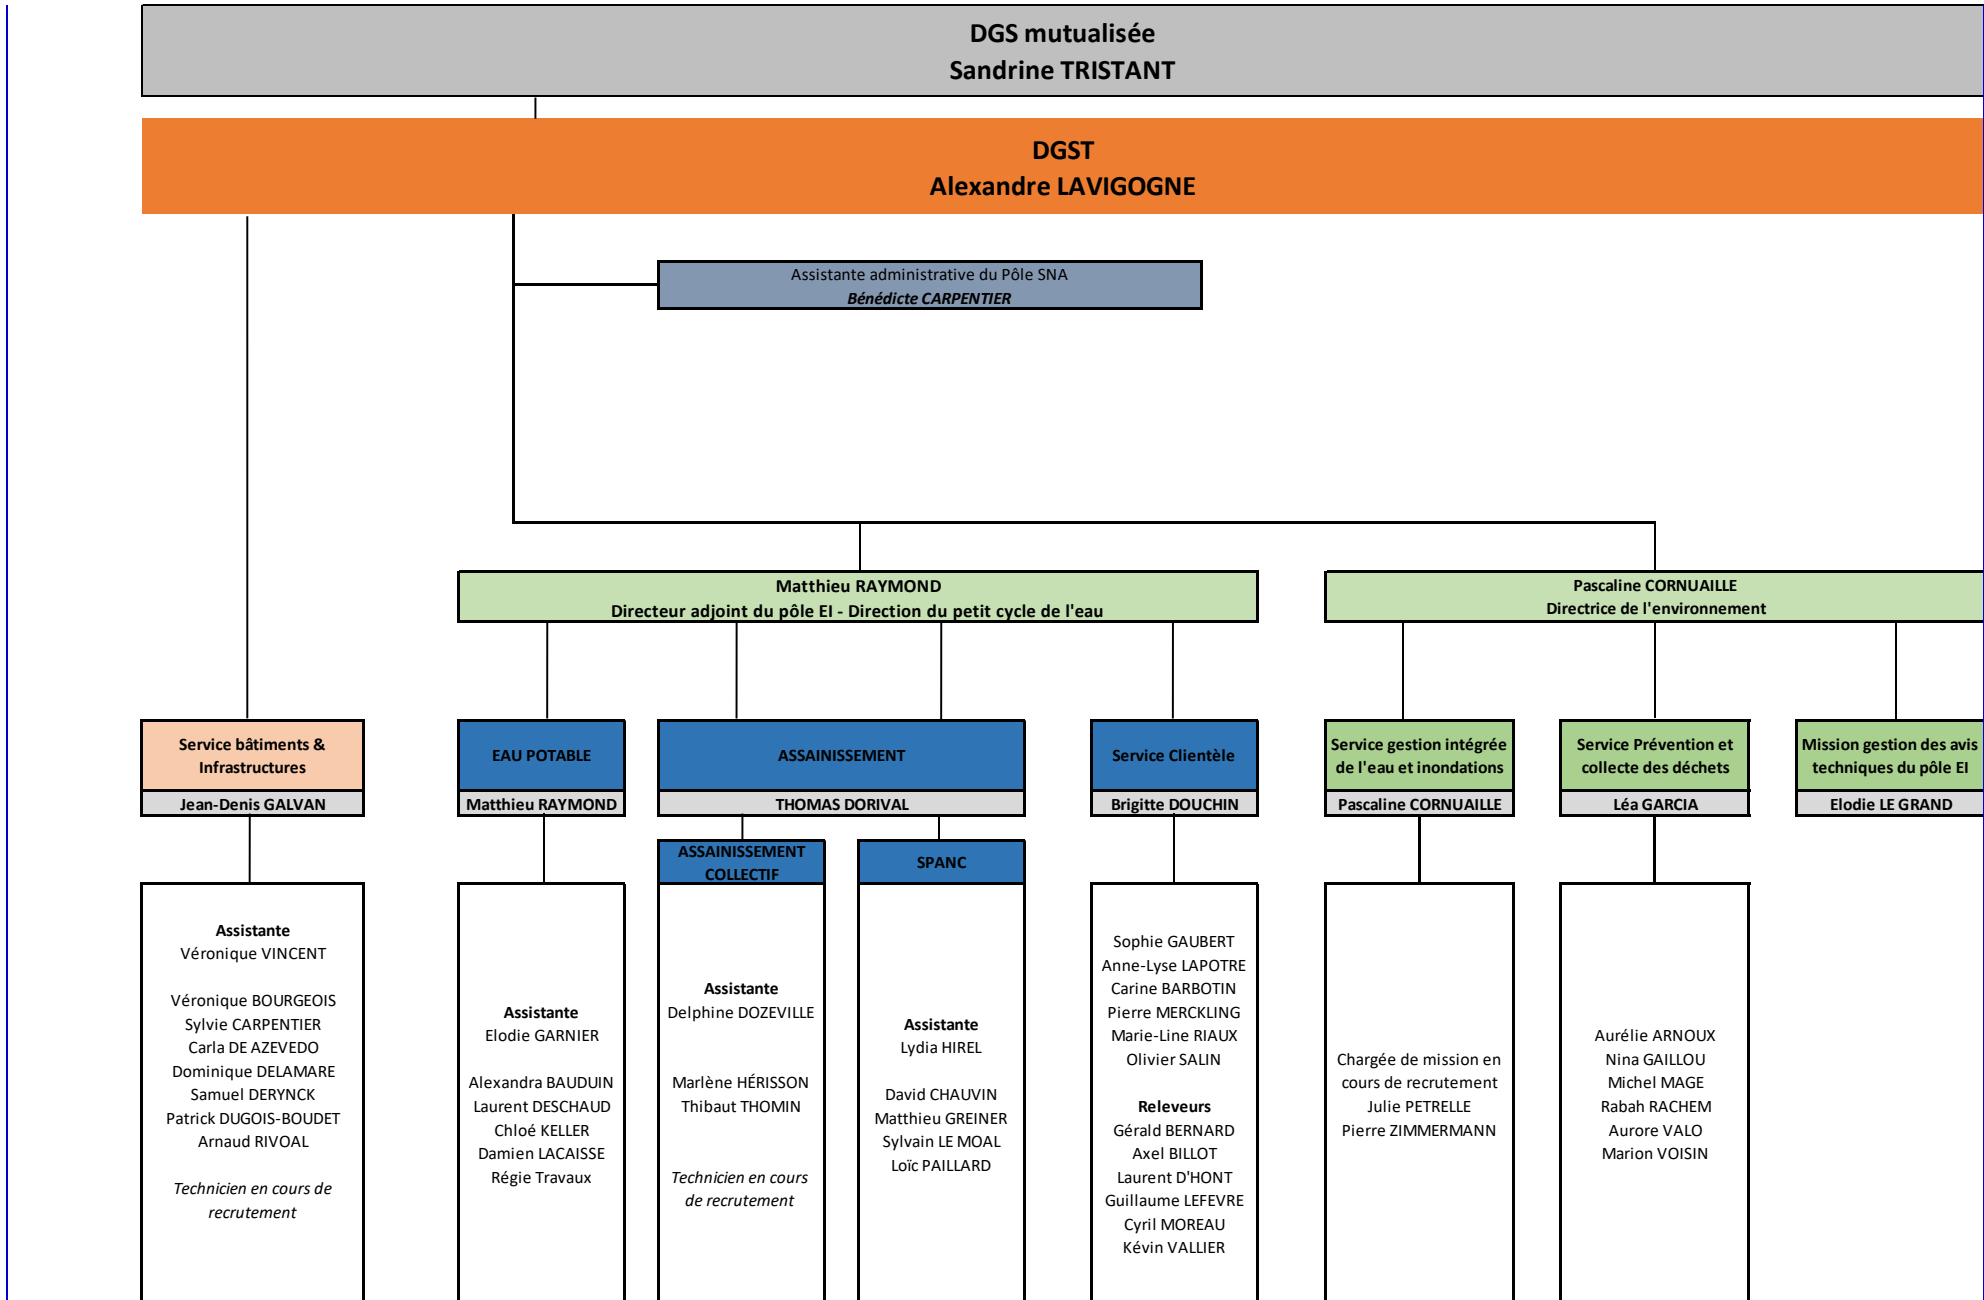 DGS mutualisée
Sandrine TRISTANT
DGST
Alexandre LAVIGOGNE
Assistante administrative du Pôle SNA
Bénédicte CARPENTIER
Matthieu RAYMOND
Directeur adjoint du pôle EI - Direction du petit cycle de l'eau
Pascaline CORNUAILLE
Directrice de l'environnement
Service bâtiments &
Infrastructures
Jean-Denis GALVAN
EAU POTABLE
Matthieu RAYMOND
ASSAINISSEMENT
THOMAS DORIVAL
Service Clientèle
Brigitte DOUCHIN
Service gestion intégrée
de l'eau et inondations
Pascaline CORNUAILLE
Service Prévention et
collecte des déchets
Léa GARCIA
Mission gestion des avis
techniques du pôle EI
Elodie LE GRAND
ASSAINISSEMENT
COLLECTIF
SPANC
Assistante
Véronique VINCENT
Véronique BOURGEOIS
Sylvie CARPENTIER
Carla DE AZEVEDO
Dominique DELAMARE
Samuel DERYNCK
Patrick DUGOIS-BOUDET
Arnaud RIVOAL
Technicien en cours de
recrutement
Assistante
Elodie GARNIER
Alexandra BAUDUIN
Laurent DESCHAUD
Chloé KELLER
Damien LACAISSE
Régie Travaux
Assistante
Delphine DOZEVILLE
Marlène HÉRISSON
Thibaut THOMIN
Technicien en cours
de recrutement
Assistante
Lydia HIREL
David CHAUVIN
Matthieu GREINER
Sylvain LE MOAL
Loïc PAILLARD
Sophie GAUBERT
Anne-Lyse LAPOTRE
Carine BARBOTIN
Pierre MERCKLING
Marie-Line RIAUX
Olivier SALIN
Releveurs
Gérald BERNARD
Axel BILLOT
Laurent D'HONT
Guillaume LEFEVRE
Cyril MOREAU
Kévin VALLIER
Chargée de mission en
cours de recrutement
Julie PETRELLE
Pierre ZIMMERMANN
Aurélie ARNOUX
Nina GAILLOU
Michel MAGE
Rabah RACHEM
Aurore VALO
Marion VOISIN